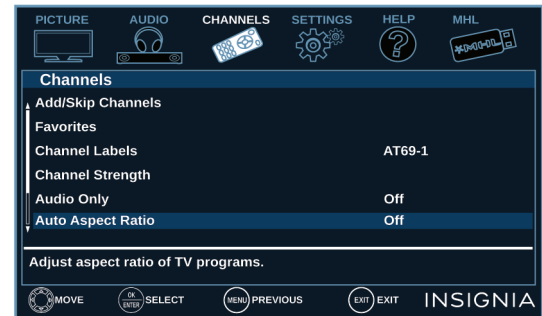 PICTURE AUDIO CHANNELS SETTINGS HELP MHL
Channels
Add/Skip Channels
Favorites
Channel Labels AT69-1
Channel Strength
Audio Only Off
Auto Aspect Ratio Off
Adjust aspect ratio of TV programs.
OK ENTER MENU EXIT
MOVE SELECT PREVIOUS EXIT INSIGNIA